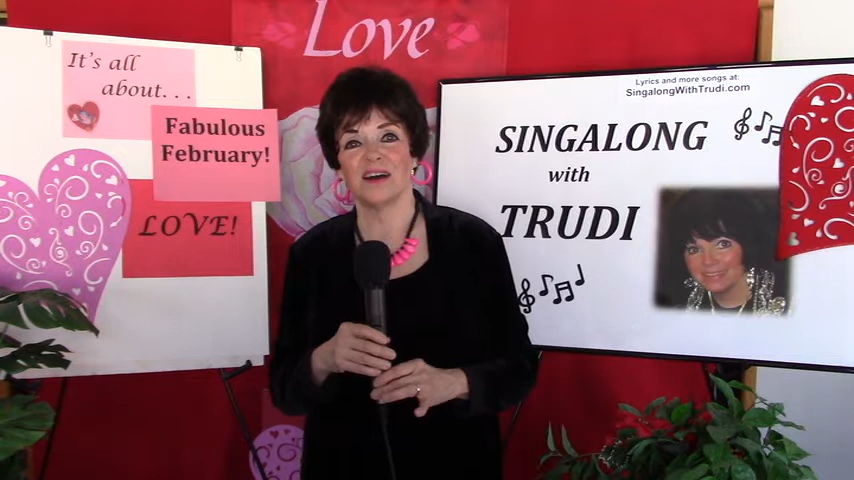 It's all
about. . .
Fabulous
February!
LOVE!
Love
Lyrics and more songs at:
SingalongWithTrudi.com
SINGALONG
with
TRUDI